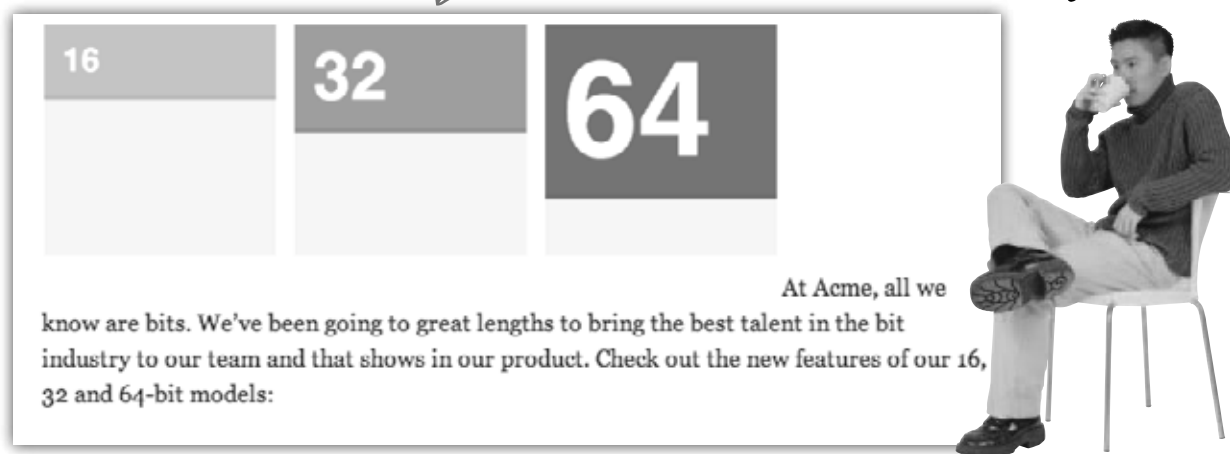 16 32 64
At Acme, all we
know are bits. We’ve been going to great lengths to bring the best talent in the bit
industry to our team and that shows in our product. Check out the new features of our 16,
32 and 64-bit models: